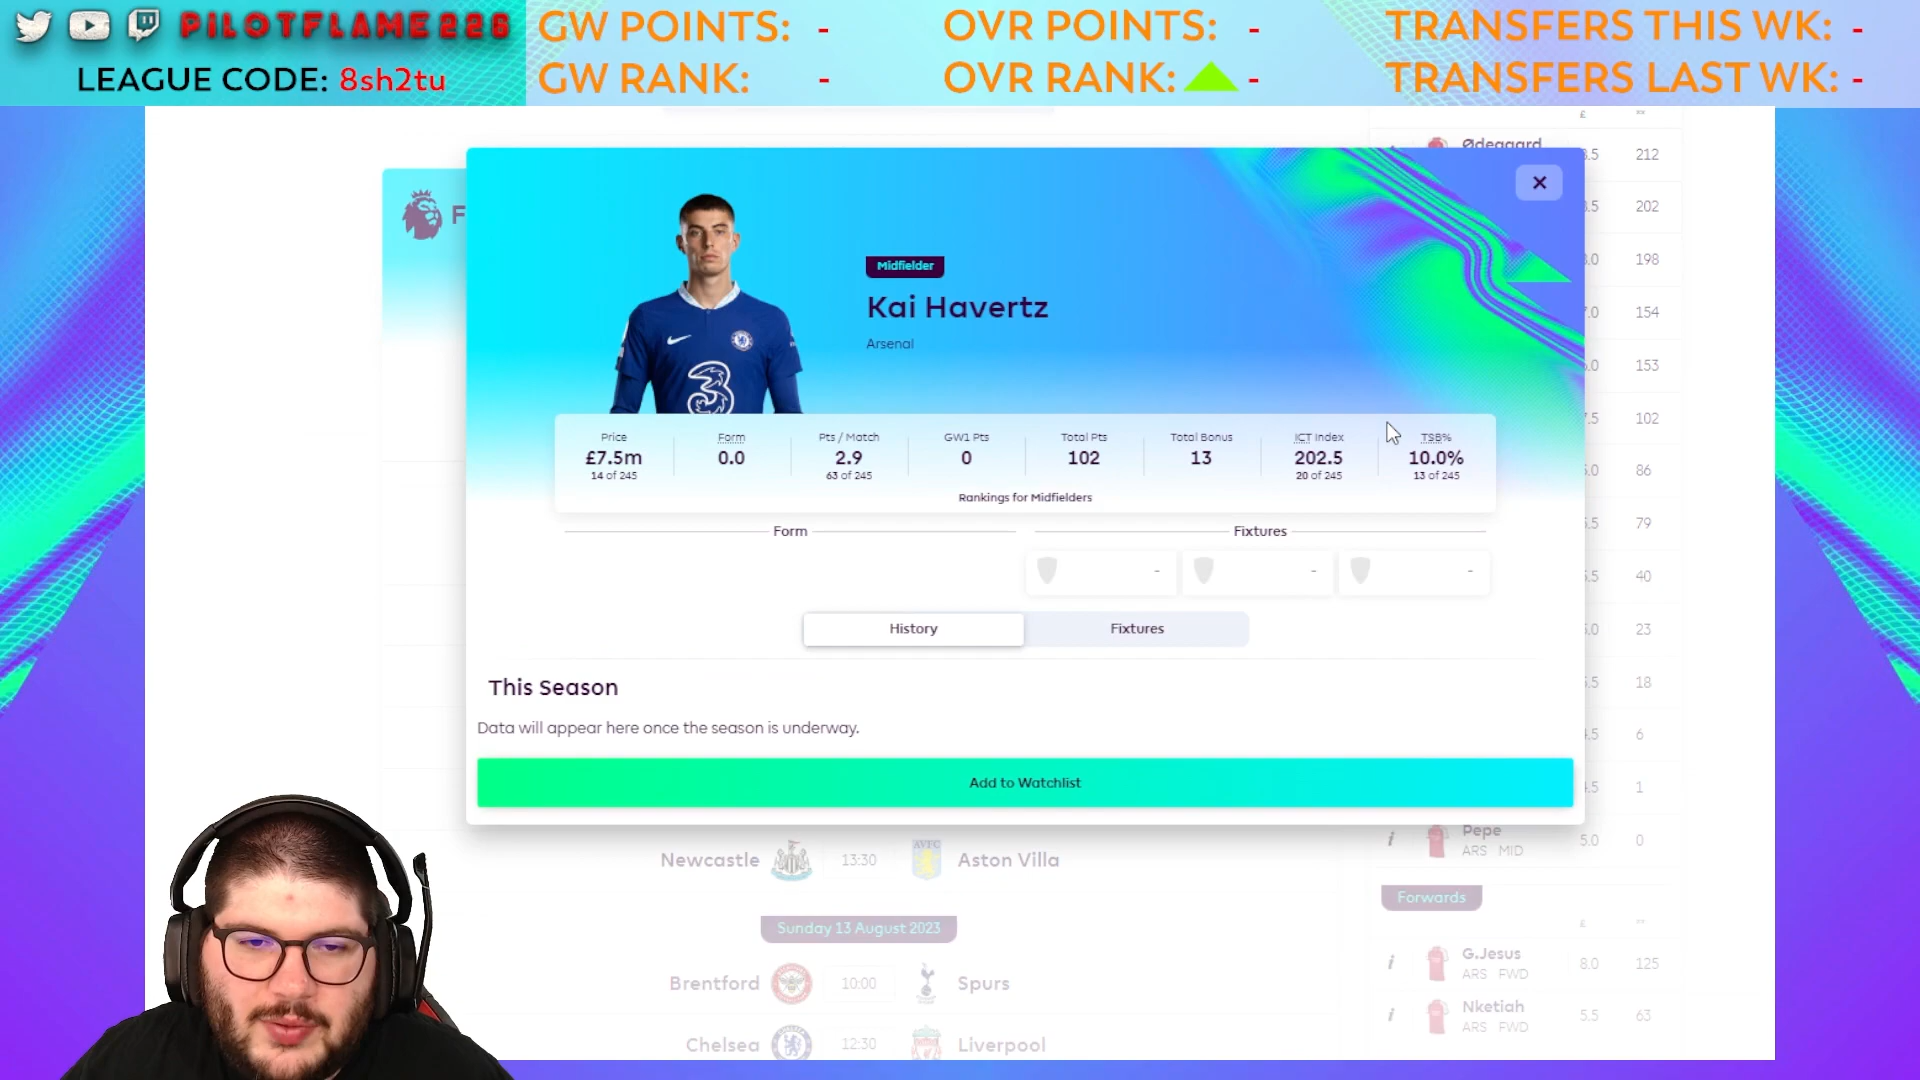 PILOTFLAME226
LEAGUE CODE: 8sh2tu
GW POINTS: -
GW RANK: -
OVR POINTS: -
OVR RANK: -
TRANSFERS THIS WK: -
TRANSFERS LAST WK: -
£
Ødegaard
212
202
198
154
153
102
86
79
40
23
18
6
1
F
Midfielder
Kai Havertz
Arsenal
Price
£7.5m
14 of 245
Form
0.0
Pts / Match
2.9
63 of 245
GW1 Pts
0
Total Pts
102
Total Bonus
13
ICT Index
202.5
20 of 245
TSB%
10.0%
13 of 245
Rankings for Midfielders
Form
Fixtures
-
-
-
History
Fixtures
This Season
Data will appear here once the season is underway.
Add to Watchlist
Newcastle 13:30 AVFC Aston Villa
Sunday 13 August 2023
Brentford 10:00 Spurs
Chelsea 12:30 Liverpool
i Pepe 5.0 0
ARS MID
Forwards
£
i G.Jesus 8.0 125
ARS FWD
i Nketiah 5.5 63
ARS FWD